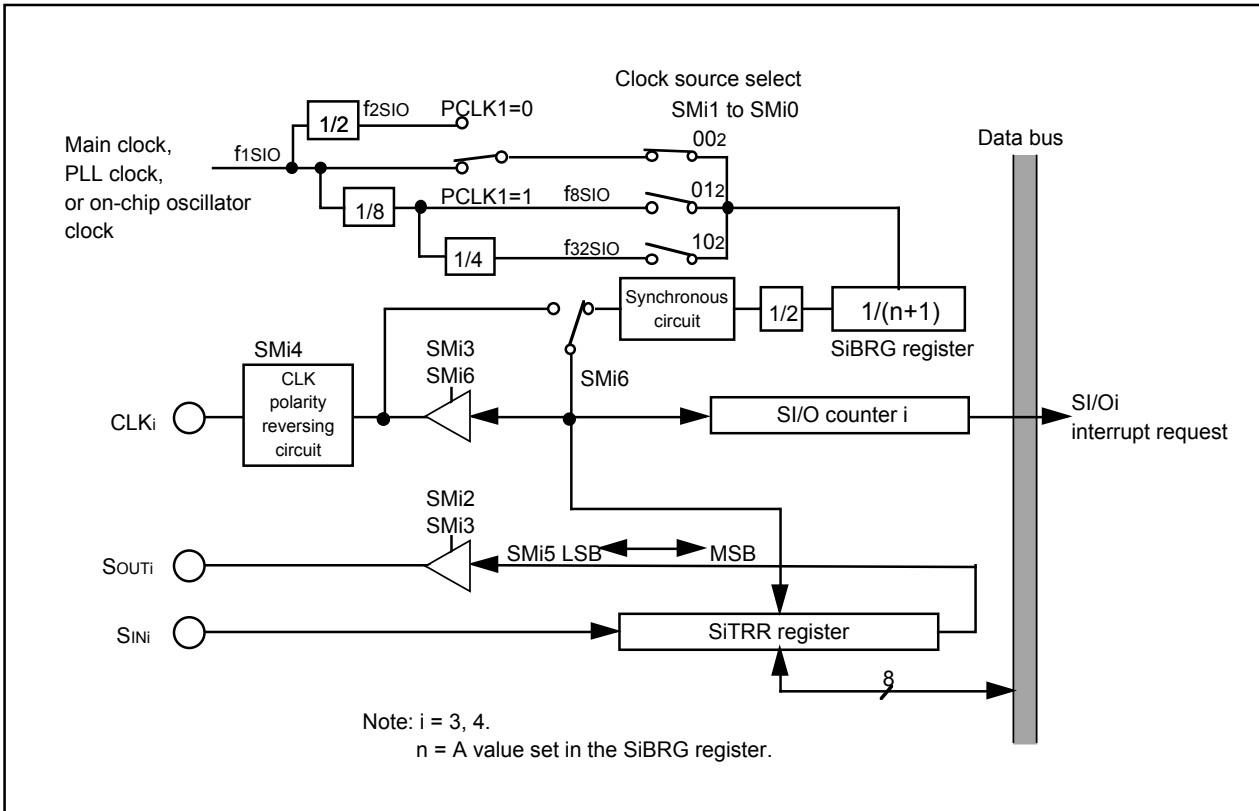 Clock source select
SMi1 to SMi0
Data bus
Main clock,
PLL clock,
or on-chip oscillator
clock
f1SIO
1/2
f2SIO
PCLK1=0
002
1/8
PCLK1=1
f8SIO
012
1/4
f32SIO
102
Synchronous
circuit
1/2
1/(n+1)
SiBRG register
SMi4
CLK
polarity
reversing
circuit
CLKi
SMi3
SMi6
SMi6
SI/O counter i
SI/Oi
interrupt request
SMi2
SMi3
SOUTi
SMi5 LSB
MSB
SINi
SiTRR register
8
Note: i = 3, 4.
n = A value set in the SiBRG register.